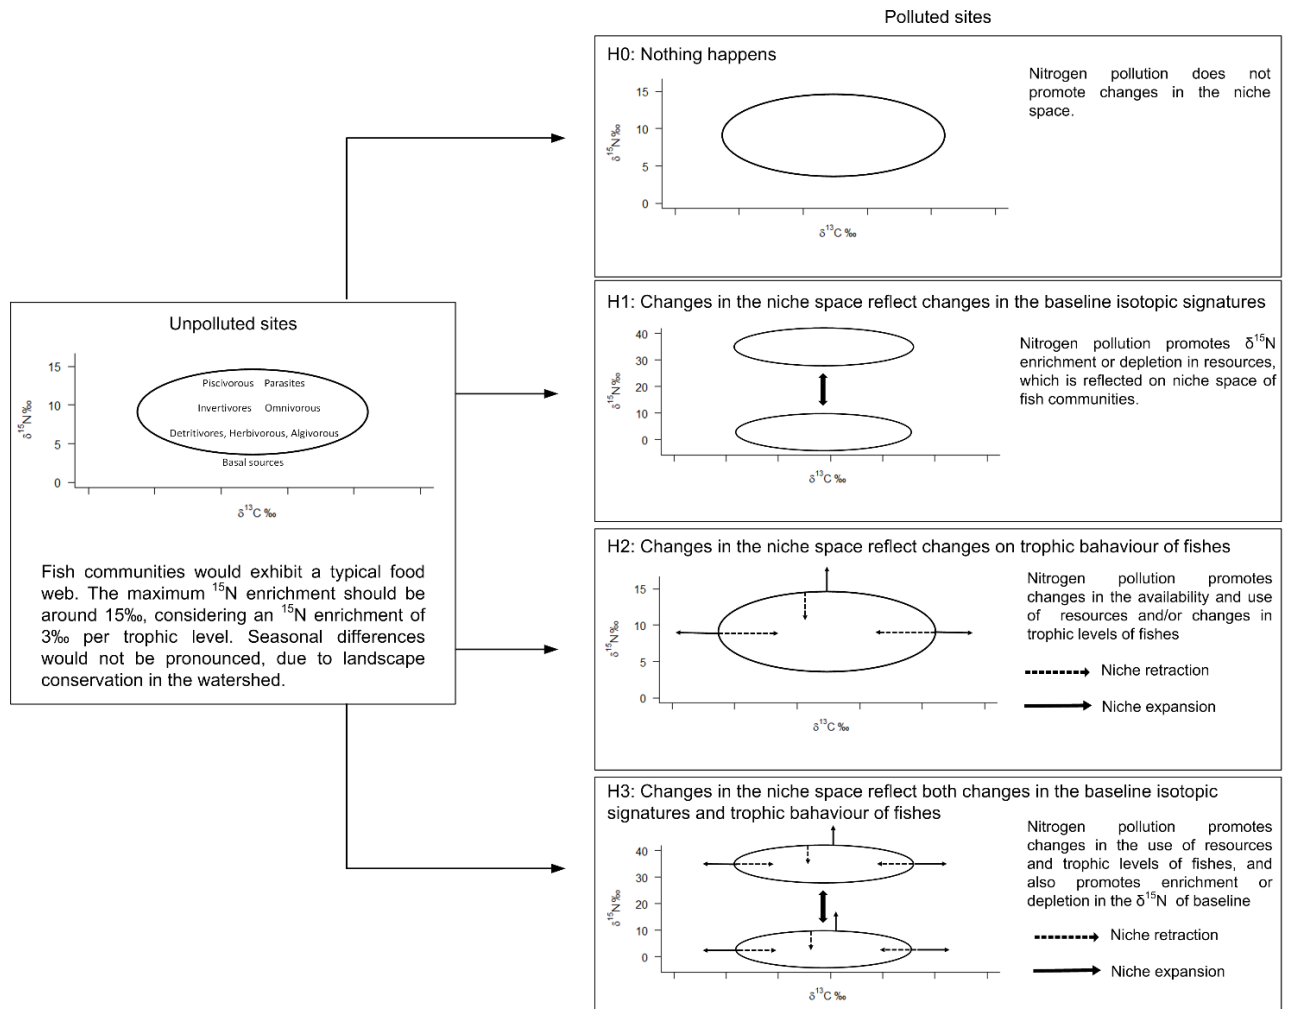 Polluted sites
H0: Nothing happens
Nitrogen pollution does not
promote changes in the niche
space.
15
10
5
0
δ15N‰
δ13C ‰
H1: Changes in the niche space reflect changes in the baseline isotopic signatures
Nitrogen pollution promotes δ15N
enrichment or depletion in resources,
which is reflected on niche space of
fish communities.
40
30
20
10
0
δ15N‰
δ13C ‰
Unpolluted sites
15
10
5
0
δ15N‰
Piscivorous Parasites
Invertivores Omnivorous
Detritivores, Herbivorous, Algivorous
Basal sources
δ13C ‰
Fish communities would exhibit a typical food
web. The maximum 15N enrichment should be
around 15‰, considering an 15N enrichment of
3‰ per trophic level. Seasonal differences
would not be pronounced, due to landscape
conservation in the watershed.
H2: Changes in the niche space reflect changes on trophic bahaviour of fishes
Nitrogen pollution promotes
changes in the availability and use
of resources and/or changes in
trophic levels of fishes
Niche retraction
Niche expansion
15
10
5
0
δ15N‰
δ13C ‰
H3: Changes in the niche space reflect both changes in the baseline isotopic
signatures and trophic bahaviour of fishes
Nitrogen pollution promotes
changes in the use of resources
and trophic levels of fishes, and
also promotes enrichment or
depletion in the δ15N of baseline
Niche retraction
Niche expansion
40
30
20
10
0
δ15N‰
δ13C ‰